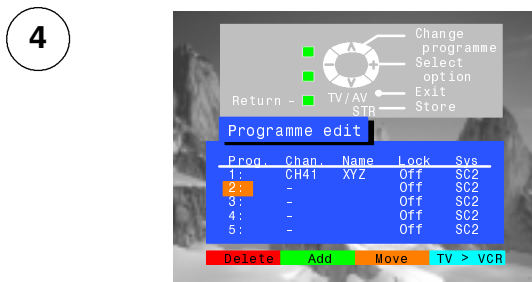 4
Change
programme
Select
option
Exit
Return - TV/AV
STR Store
Programme edit
Prog. Chan. Name Lock Sys
1: CH41 XYZ Off SC2
2: - Off SC2
3: - Off SC2
4: - Off SC2
5: - Off SC2
Delete Add Move TV > VCR